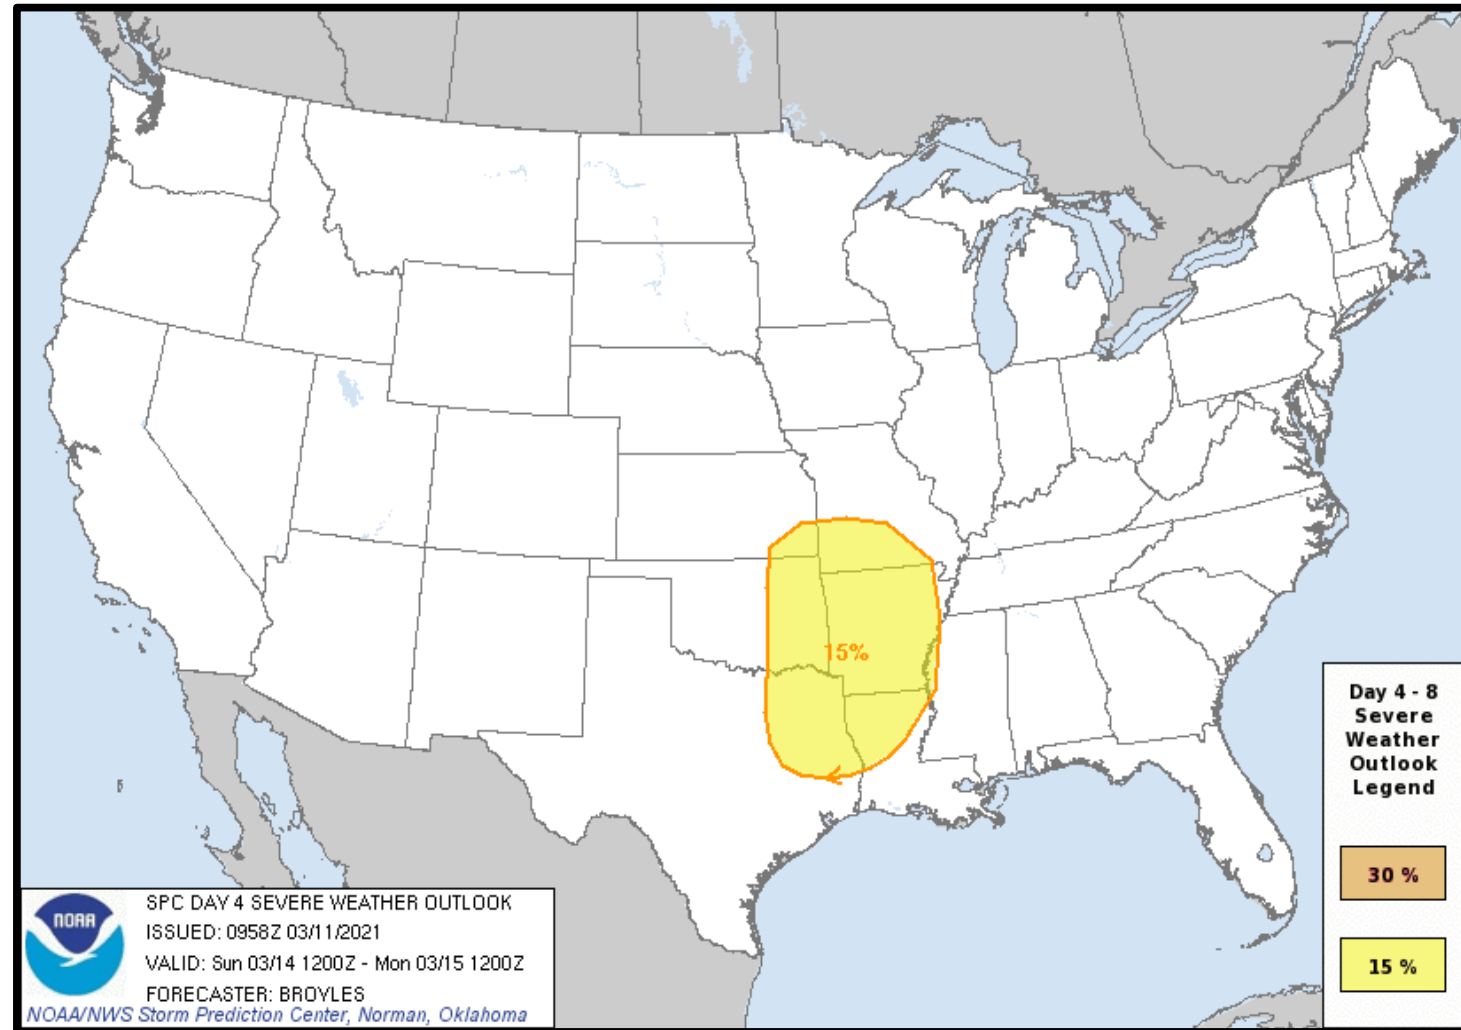 15%
Day 4 - 8
Severe
Weather
Outlook
Legend
30 %
15 %
NOAA
SPC DAY 4 SEVERE WEATHER OUTLOOK
ISSUED: 0958Z 03/11/2021
VALID: Sun 03/14 1200Z - Mon 03/15 1200Z
FORECASTER: BROYLES
NOAA/NWS Storm Prediction Center, Norman, Oklahoma